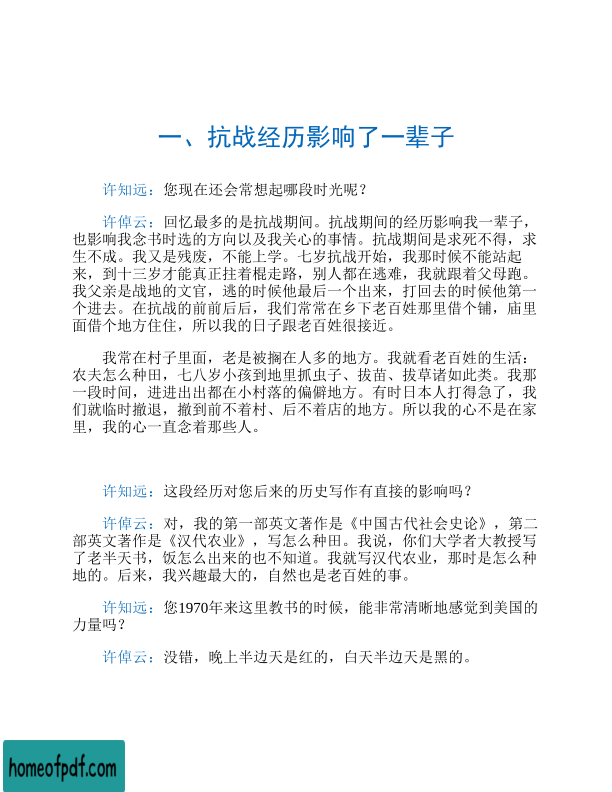 一、抗战经历影响了一辈子
许知远：您现在还会常想起哪段时光呢？
许倬云：回忆最多的是抗战期间。抗战期间的经历影响我一辈子，
也影响我念书时选的方向以及我关心的事情。抗战期间是求死不得，求
生不成。我又是残废，不能上学。七岁抗战开始，我那时候不能站起
来，到十三岁才能真正拄着棍走路，别人都在逃难，我就跟着父母跑。
我父亲是战地的文官，逃的时候他最后一个出来，打回去的时候他第一
个进去。在抗战的前前后后，我们常常在乡下老百姓那里借个铺，庙里
面借个地方住住，所以我的日子跟老百姓很接近。
我常在村子里面，老是被搁在人多的地方。我就看老百姓的生活：
农夫怎么种田，七八岁小孩到地里抓虫子、拔苗、拔草诸如此类。我那
一段时间，进进出出都在小村落的偏僻地方。有时日本人打得急了，我
们就临时撤退，撤到前不着村、后不着店的地方。所以我的心不是在家
里，我的心一直念着那些人。
许知远：这段经历对您后来的历史写作有直接的影响吗？
许倬云：对，我的第一部英文著作是《中国古代社会史论》，第二
部英文著作是《汉代农业》，写怎么种田。我说，你们大学者大教授写
了老半天书，饭怎么出来的也不知道。我就写汉代农业，那时是怎么种
地的。后来，我兴趣最大的，自然也是老百姓的事。
许知远：您1970年来这里教书的时候，能非常清晰地感觉到美国的
力量吗？
许倬云：没错，晚上半边天是红的，白天半边天是黑的。
homeofpdf.com